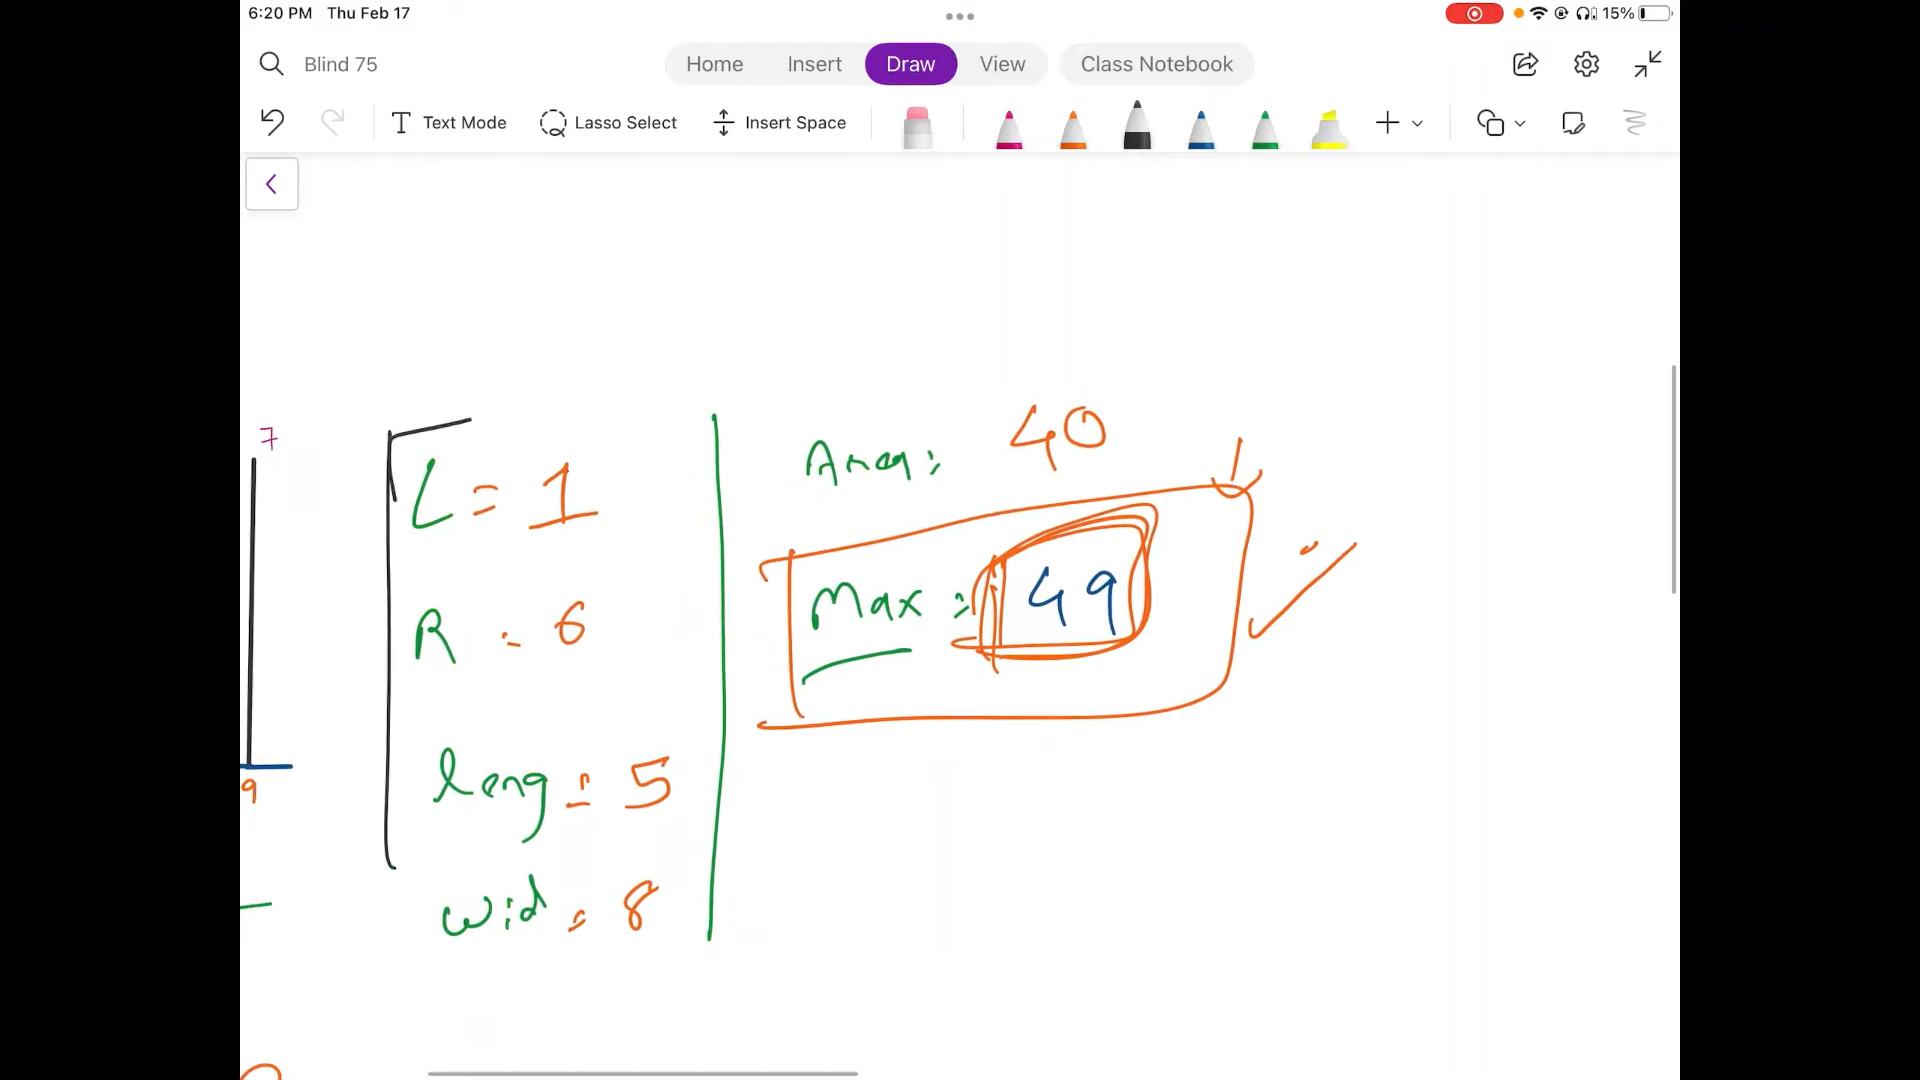 6:20 PM Thu Feb 17
15%
Blind 75
Home Insert Draw View Class Notebook
Text Mode Lasso Select Insert Space
7
9
L = 1
R = 6
leng = 5
wid = 8
Area: 40
Max = 49